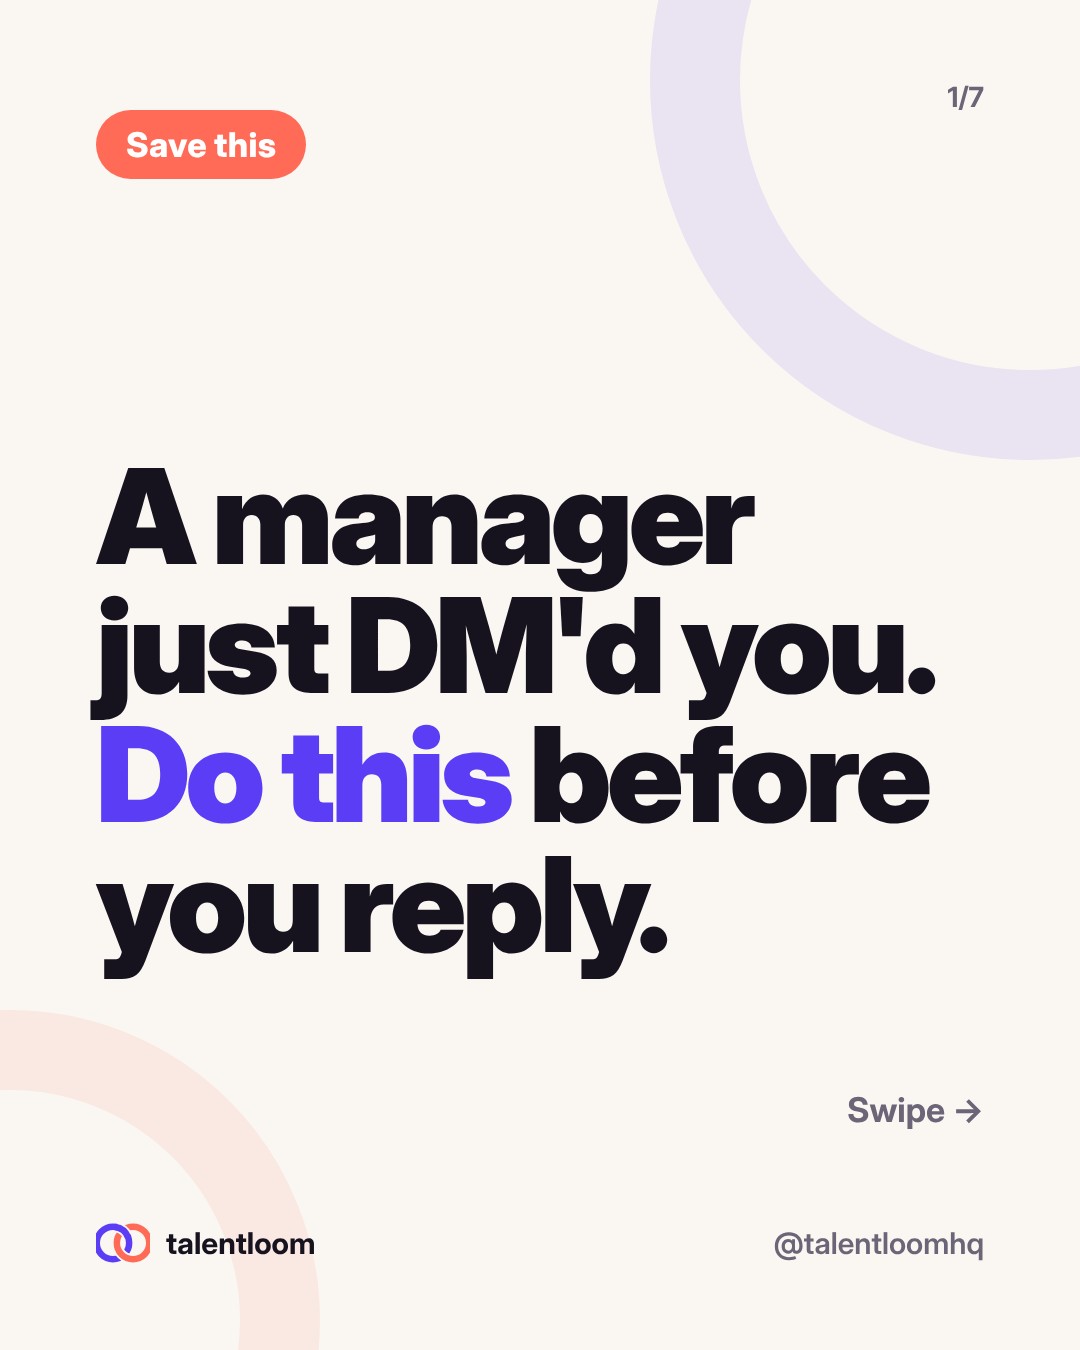 1/7
Save this
A manager
just DM'd you.
Do this before
you reply.
Swipe →
talentloom
@talentloomhq